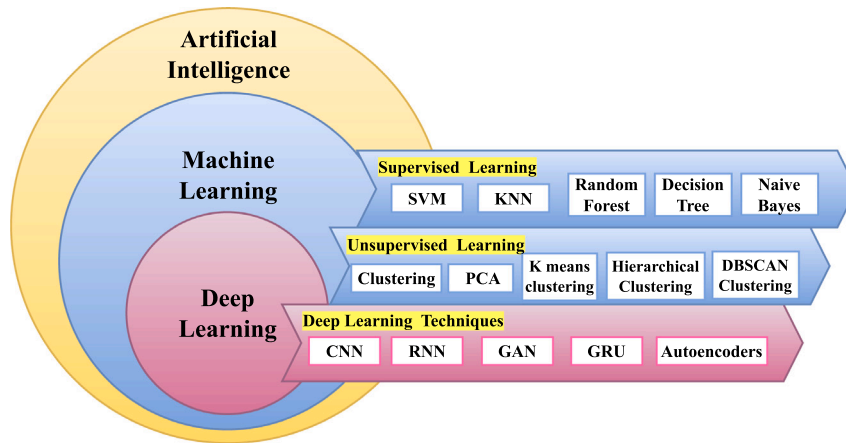 Artificial
Intelligence
Machine
Learning
Deep
Learning
Supervised Learning
SVM
KNN
Random
Forest
Decision
Tree
Naive
Bayes
Unsupervised Learning
Clustering
PCA
K means
clustering
Hierarchical
Clustering
DBSCAN
Clustering
Deep Learning Techniques
CNN
RNN
GAN
GRU
Autoencoders